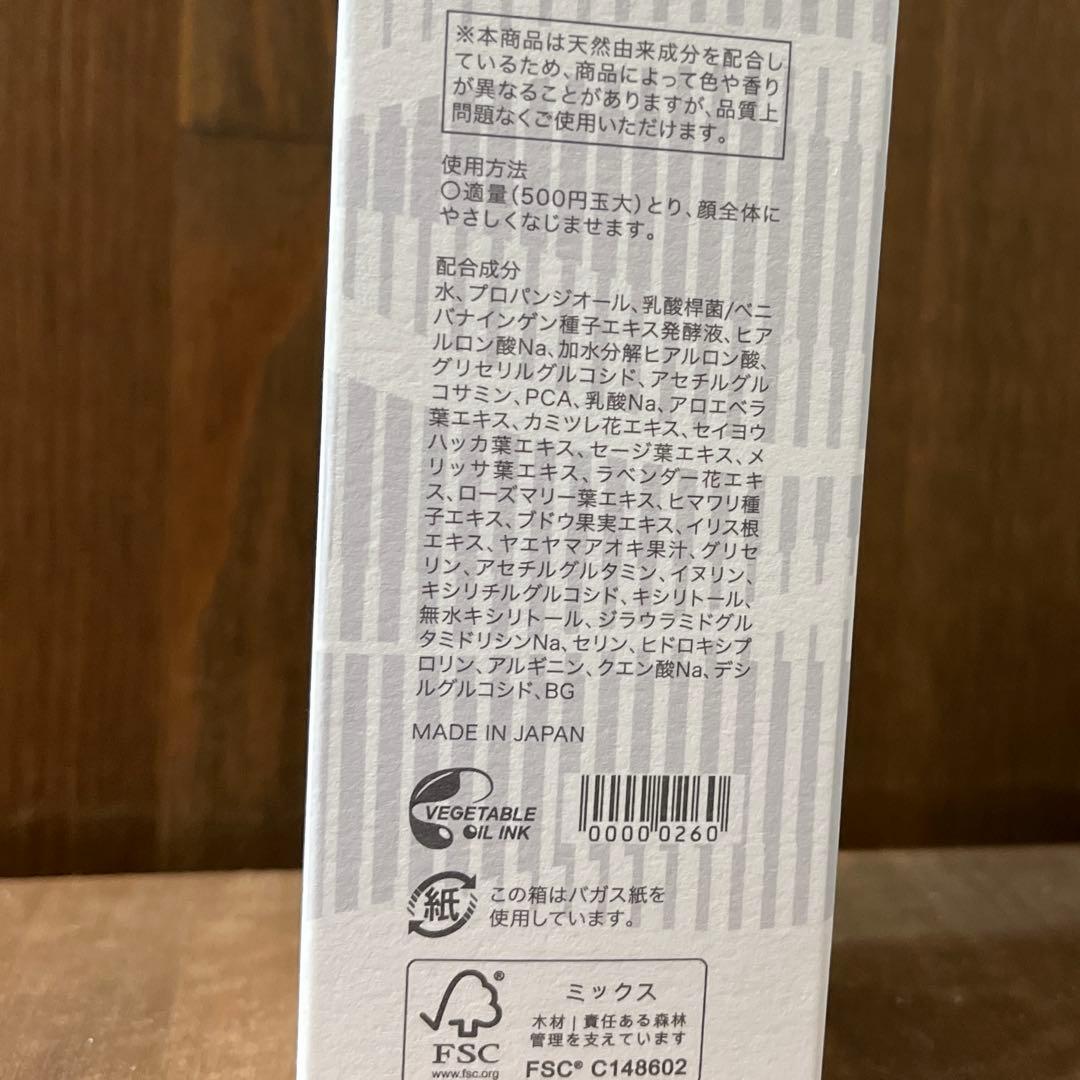 ※本商品は天然由来成分を配合し
ているため、商品によって色や香り
が異なることがありますが、品質上
問題なくご使用いただけます。
使用方法
○適量(500円玉大)とり、顔全体に
やさしくなじませます。
配合成分
水、プロパンジオール、乳酸桿菌/ベニ
バナインゲン種子エキス発酵液、ヒア
ルロン酸Na、加水分解ヒアルロン酸、
グリセリルグルコシド、アセチルグル
コサミン、PCA、乳酸Na、アロエベラ
葉エキス、カミツレ花エキス、セイヨウ
ハッカ葉エキス、セージ葉エキス、メ
リッサ葉エキス、ラベンダー花エキ
ス、ローズマリー葉エキス、ヒマワリ種
子エキス、ブドウ果実エキス、イリス根
エキス、ヤエヤマアオキ果汁、グリセ
リン、アセチルグルタミン、イヌリン、
キシリチルグルコシド、キシリトール、
無水キシリトール、ジラウラミドグル
タミドリシンNa、セリン、ヒドロキシプ
ロリン、アルギニン、クエン酸Na、デシ
ルグルコシド、BG
MADE IN JAPAN
VEGETABLE
OIL INK
0000 0260
紙
この箱はバガス紙を
使用しています。
®
FSC
www.fsc.org
ミックス
木材|責任ある森林
管理を支えています
FSC® C148602